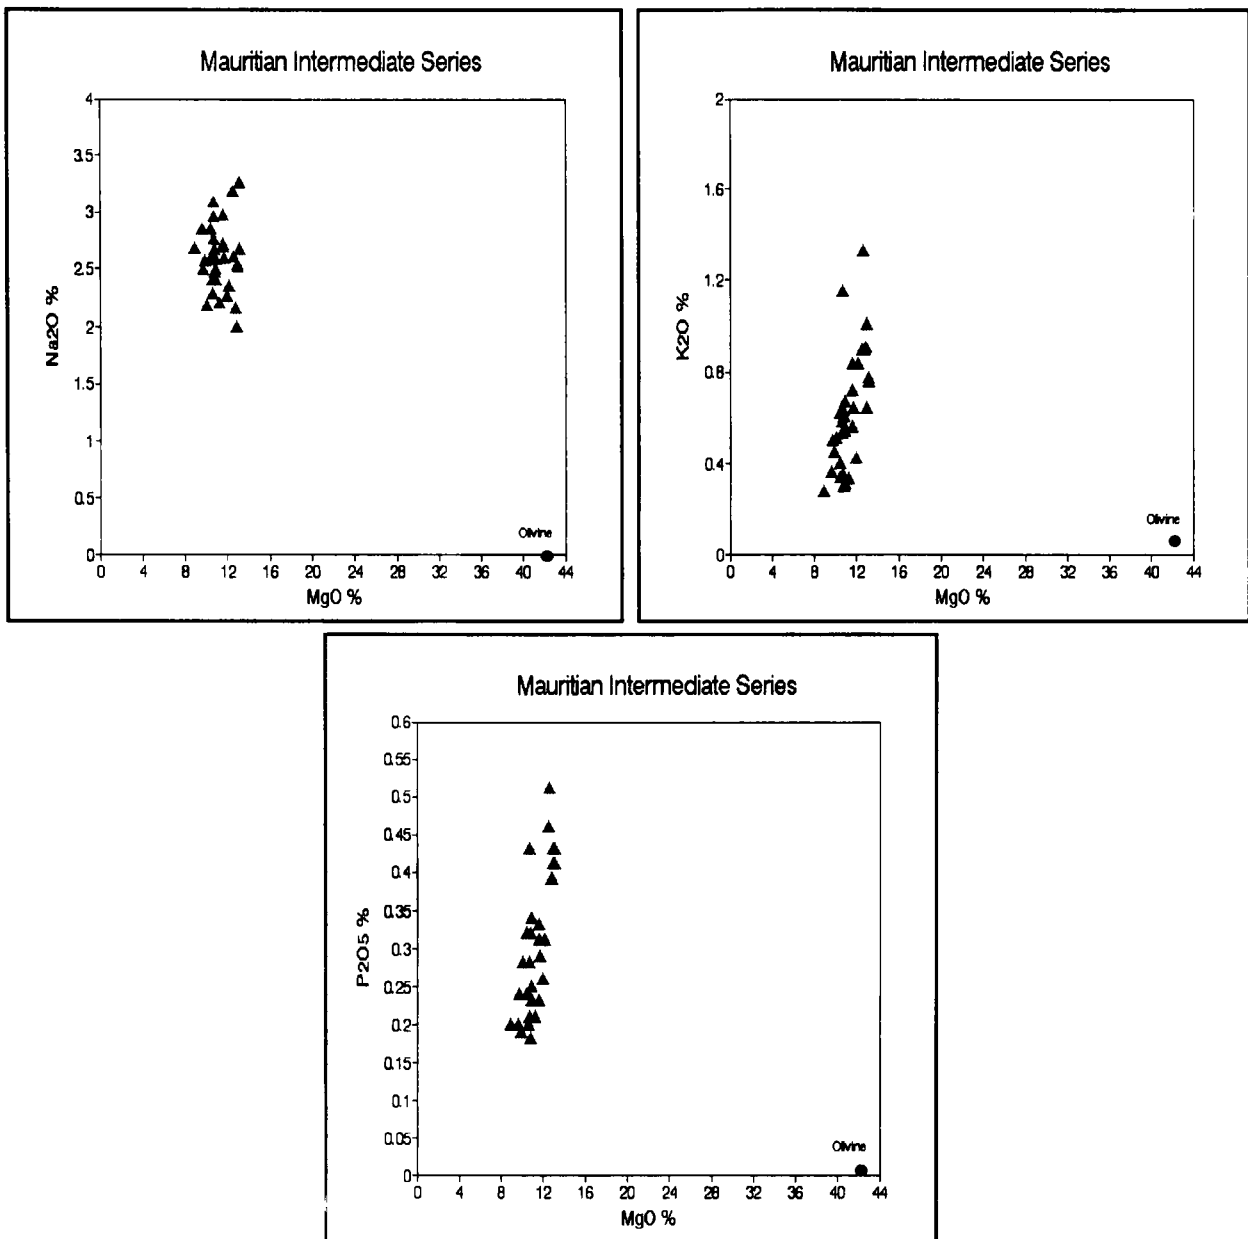 Mauritian Intermediate Series
4
3.5
3
2.5
2
1.5
1
0.5
0
Na2O %
Olivine
0 4 8 12 16 20 24 28 32 36 40 44
MgO %
Mauritian Intermediate Series
2
1.6
1.2
0.8
0.4
0
K2O %
Olivine
0 4 8 12 16 20 24 28 32 36 40 44
MgO %
Mauritian Intermediate Series
0.6
0.55
0.5
0.45
0.4
0.35
0.3
0.25
0.2
0.15
0.1
0.05
0
P2O5 %
Olivine
0 4 8 12 16 20 24 28 32 36 40 44
MgO %